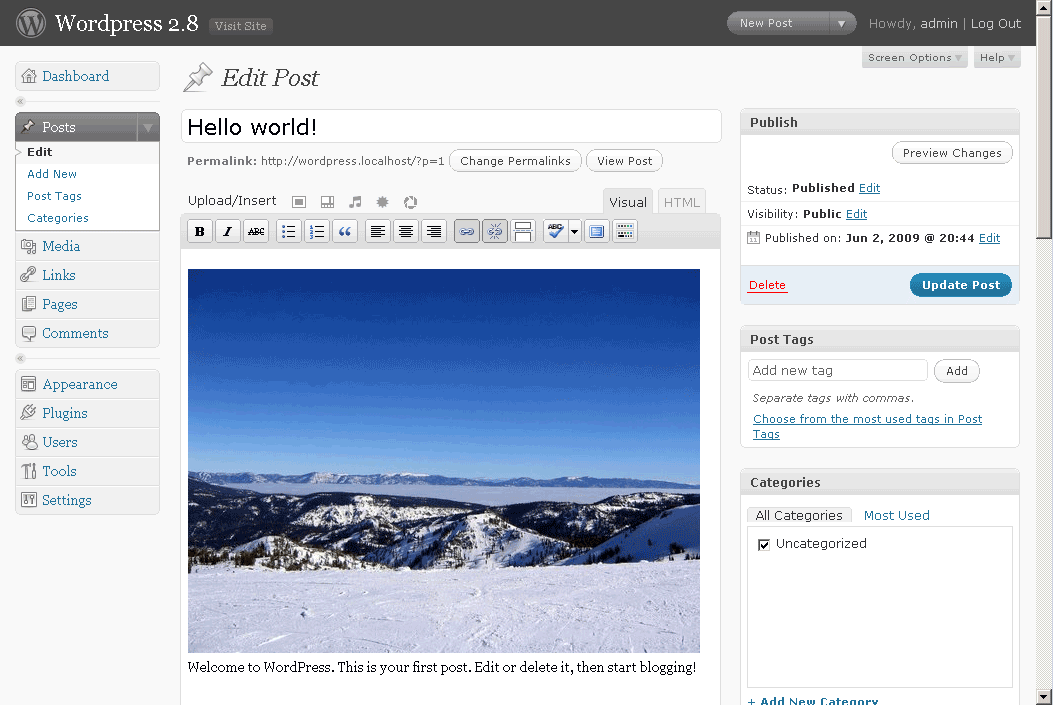 Wordpress 2.8 Visit Site New Post Howdy, admin | Log Out
Screen Options Help
Dashboard
Posts
Edit
Add New
Post Tags
Categories
Media
Links
Pages
Comments
Appearance
Plugins
Users
Tools
Settings
Edit Post
Hello world!
Permalink: http://wordpress.localhost/?p=1 Change Permalinks View Post
Upload/Insert Visual HTML
B I ABC ABC
Welcome to WordPress. This is your first post. Edit or delete it, then start blogging!
Publish
Preview Changes
Status: Published Edit
Visibility: Public Edit
Published on: Jun 2, 2009 @ 20:44 Edit
Delete Update Post
Post Tags
Add new tag Add
Separate tags with commas.
Choose from the most used tags in Post
Tags
Categories
All Categories Most Used
Uncategorized
+ Add New Category